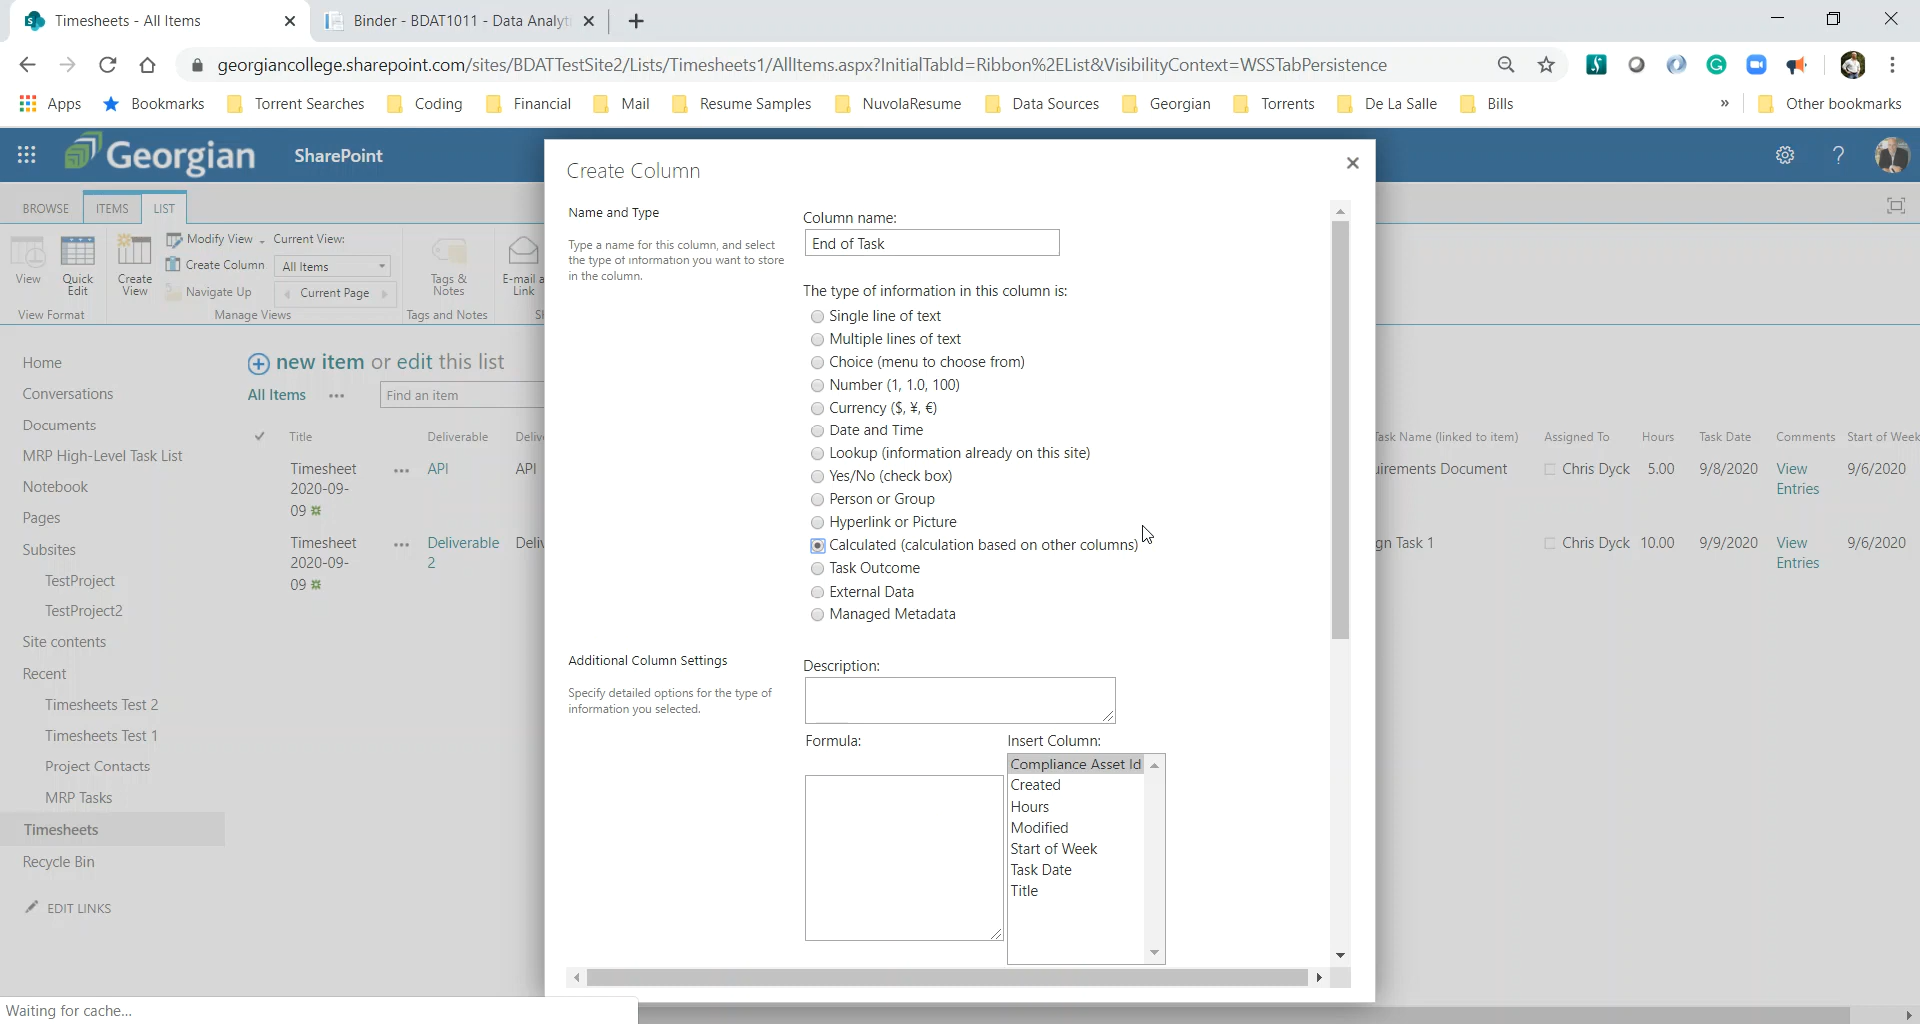 Timesheets - All Items
Binder - BDAT1011 - Data Analyt
georgiancollege.sharepoint.com/sites/BDATTestSite2/Lists/Timesheets1/AllItems.aspx?InitialTabId=Ribbon%2EList&VisibilityContext=WSSTabPersistence
Apps Bookmarks Torrent Searches Coding Financial Mail Resume Samples NuvolaResume Data Sources Georgian Torrents De La Salle Bills » Other bookmarks
Georgian SharePoint ?
BROWSE ITEMS LIST
View
Quick
Edit
View Format
Create
View
Modify View
Create Column
Navigate Up
Current View:
All Items
Current Page
Manage Views
Tags &
Notes
Tags and Notes
E-mail a
Link
Home
Conversations
Documents
MRP High-Level Task List
Notebook
Pages
Subsites
TestProject
TestProject2
Site contents
Recent
Timesheets Test 2
Timesheets Test 1
Project Contacts
MRP Tasks
Timesheets
Recycle Bin
EDIT LINKS
new item or edit this list
All Items ... Find an item
Title Deliverable Deliv
Timesheet
2020-09-
09
... API API
Timesheet
2020-09-
09
... Deliverable
2
Deliv
Create Column
Name and Type
Type a name for this column, and select
the type of information you want to store
in the column.
Column name:
End of Task
The type of information in this column is:
Single line of text
Multiple lines of text
Choice (menu to choose from)
Number (1, 1.0, 100)
Currency ($, ¥, €)
Date and Time
Lookup (information already on this site)
Yes/No (check box)
Person or Group
Hyperlink or Picture
Calculated (calculation based on other columns)
Task Outcome
External Data
Managed Metadata
Additional Column Settings
Specify detailed options for the type of
information you selected.
Description:
Formula:
Insert Column:
Compliance Asset Id
Created
Hours
Modified
Start of Week
Task Date
Title
Task Name (linked to item) Assigned To Hours Task Date Comments Start of Week
uirements Document Chris Dyck 5.00 9/8/2020 View
Entries
9/6/2020
gn Task 1 Chris Dyck 10.00 9/9/2020 View
Entries
9/6/2020
Waiting for cache...